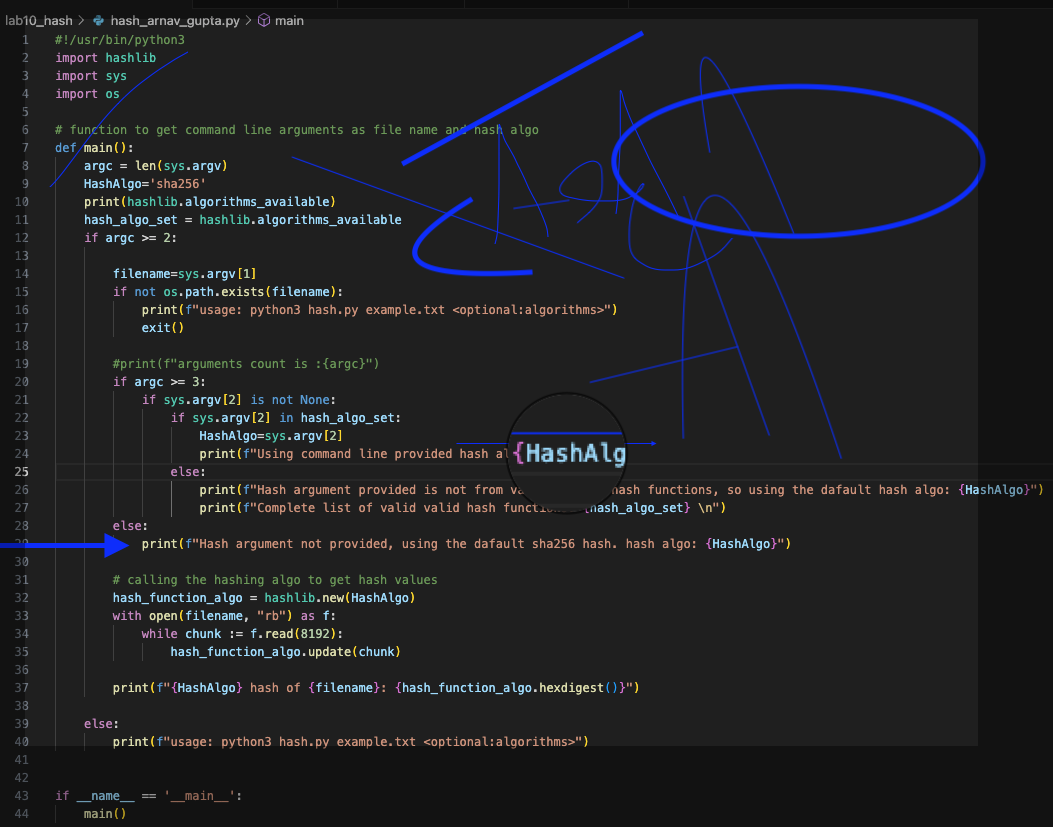 lab10_hash > hash_arnav_gupta.py > main
1 #!/usr/bin/python3
2 import hashlib
3 import sys
4 import os
5
6 # function to get command line arguments as file name and hash algo
7 def main():
8 argc = len(sys.argv)
9 HashAlgo='sha256'
10 print(hashlib.algorithms_available)
11 hash_algo_set = hashlib.algorithms_available
12 if argc >= 2:
13
14 filename=sys.argv[1]
15 if not os.path.exists(filename):
16 print(f"usage: python3 hash.py example.txt <optional:algorithms>")
17 exit()
18
19 #print(f"arguments count is :{argc}")
20 if argc >= 3:
21 if sys.argv[2] is not None:
22 if sys.argv[2] in hash_algo_set:
23 HashAlgo=sys.argv[2]
24 print(f"Using command line provided hash {HashAlg
25 else:
26 print(f"Hash argument provided is not from hash functions, so using the dafault hash algo: {HashAlgo}")
27 print(f"Complete list of valid valid hash {hash_algo_set} \n")
28 else:
29 print(f"Hash argument not provided, using the dafault sha256 hash. hash algo: {HashAlgo}")
30
31 # calling the hashing algo to get hash values
32 hash_function_algo = hashlib.new(HashAlgo)
33 with open(filename, "rb") as f:
34 while chunk := f.read(8192):
35 hash_function_algo.update(chunk)
36
37 print(f"{HashAlgo} hash of {filename}: {hash_function_algo.hexdigest()}")
38
39 else:
40 print(f"usage: python3 hash.py example.txt <optional:algorithms>")
41
42
43 if __name__ == '__main__':
44 main()